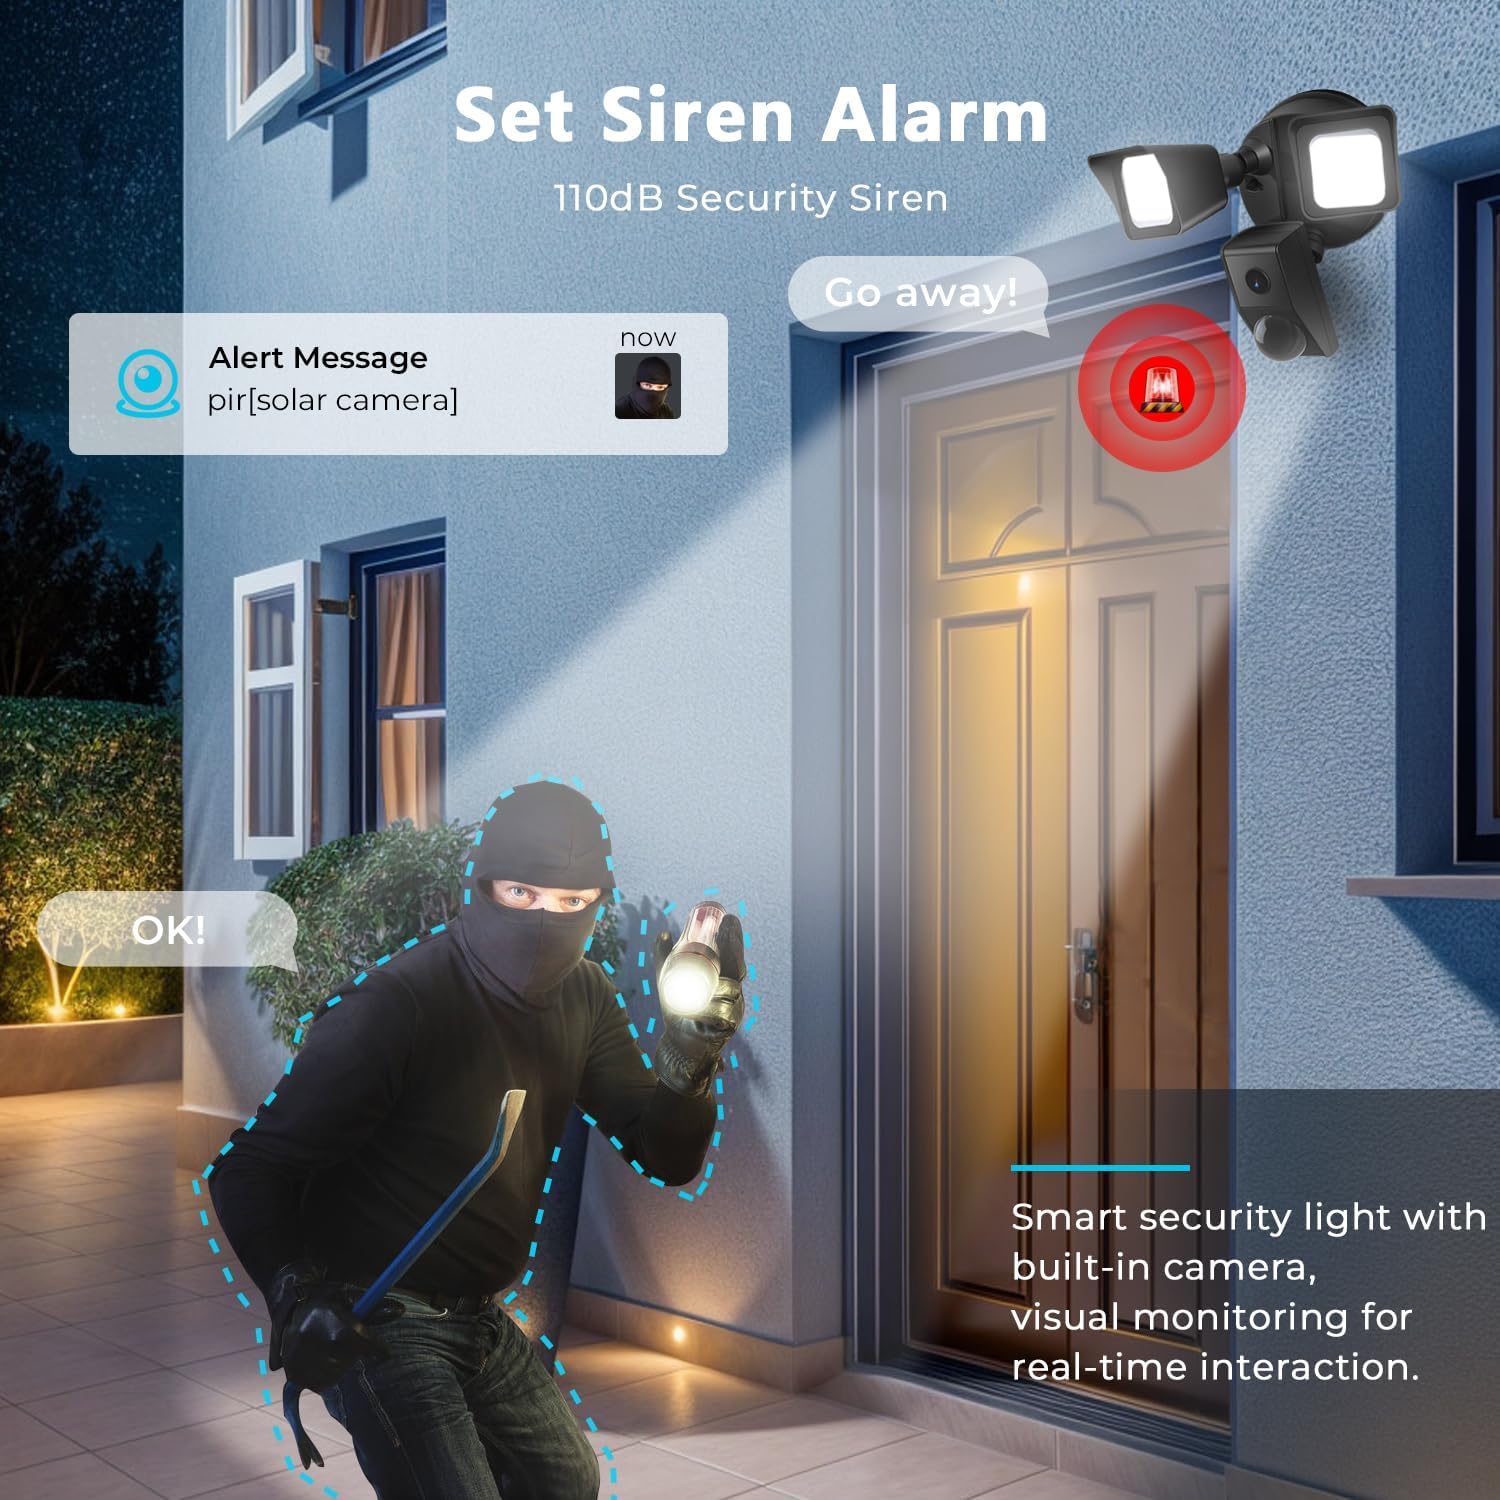 Set Siren Alarm
110dB Security Siren
Go away!
Alert Message
now
pir[solar camera]
OK!
Smart security light with
built-in camera,
visual monitoring for
real-time interaction.